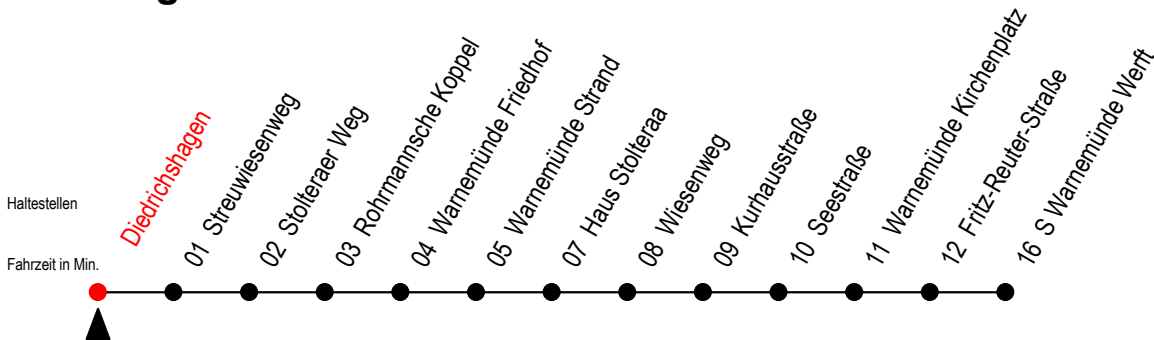 Haltestellen
Fahrzeit in Min.
Diedrichshagen
01 Streuwiesenweg
02 Stolteraer Weg
03 Rohrmannsche Koppel
04 Warnemünde Friedhof
05 Warnemünde Strand
07 Haus Stolteraa
08 Wiesenweg
09 Kurhausstraße
10 Seestraße
11 Warnemünde Kirchenplatz
12 Fritz-Reuter-Straße
16 S Warnemünde Werft